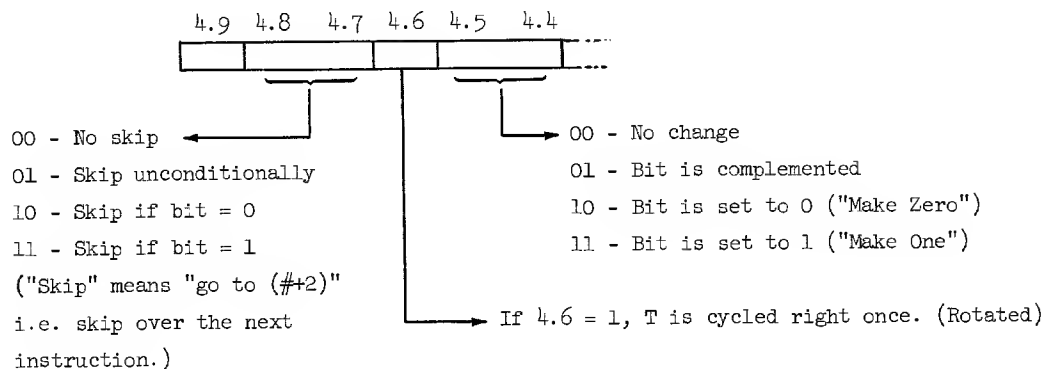 4.9 4.8 4.7 4.6 4.5 4.4
00 - No skip
01 - Skip unconditionally
10 - Skip if bit = 0
11 - Skip if bit = 1
("Skip" means "go to (#+2)"
i.e. skip over the next
instruction.)
00 - No change
01 - Bit is complemented
10 - Bit is set to 0 ("Make Zero")
11 - Bit is set to 1 ("Make One")
If 4.6 = 1, T is cycled right once. (Rotated)